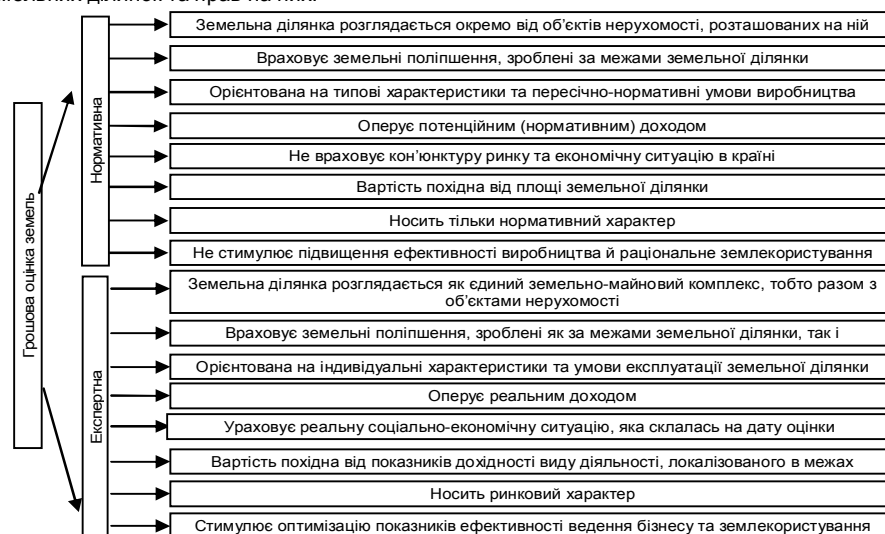 Грошова оцінка земель
Нормативна
Земельна ділянка розглядається окремо від об’єктів нерухомості, розташованих на ній
Враховує земельні поліпшення, зроблені за межами земельної ділянки
Орієнтована на типові характеристики та пересічно-нормативні умови виробництва
Оперує потенційним (нормативним) доходом
Не враховує кон’юнктуру ринку та економічну ситуацію в країні
Вартість похідна від площі земельної ділянки
Носить тільки нормативний характер
Не стимулює підвищення ефективності виробництва й раціональне землекористування
Експертна
Земельна ділянка розглядається як єдиний земельно-майновий комплекс, тобто разом з
об’єктами нерухомості
Враховує земельні поліпшення, зроблені як за межами земельної ділянки, так і
Орієнтована на індивідуальні характеристики та умови експлуатації земельної ділянки
Оперує реальним доходом
Ураховує реальну соціально-економічну ситуацію, яка склалась на дату оцінки
Вартість похідна від показників дохідності виду діяльності, локалізованого в межах
Носить ринковий характер
Стимулює оптимізацію показників ефективності ведення бізнесу та землекористування